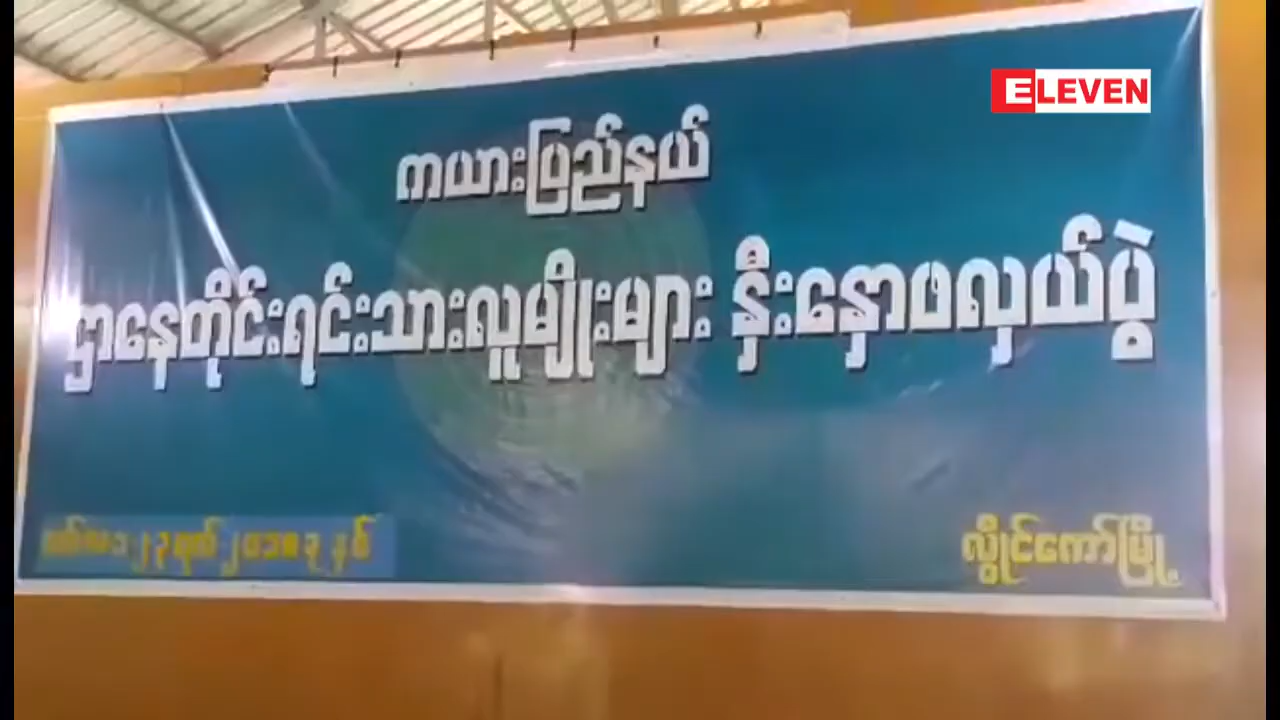 ELEVEN
ကယားပြည်နယ်
ဌာနေတိုင်းရင်းသားလူမျိုးများ နှီးနှောဖလှယ်ပွဲ
လွိုင်ကော်မြို့